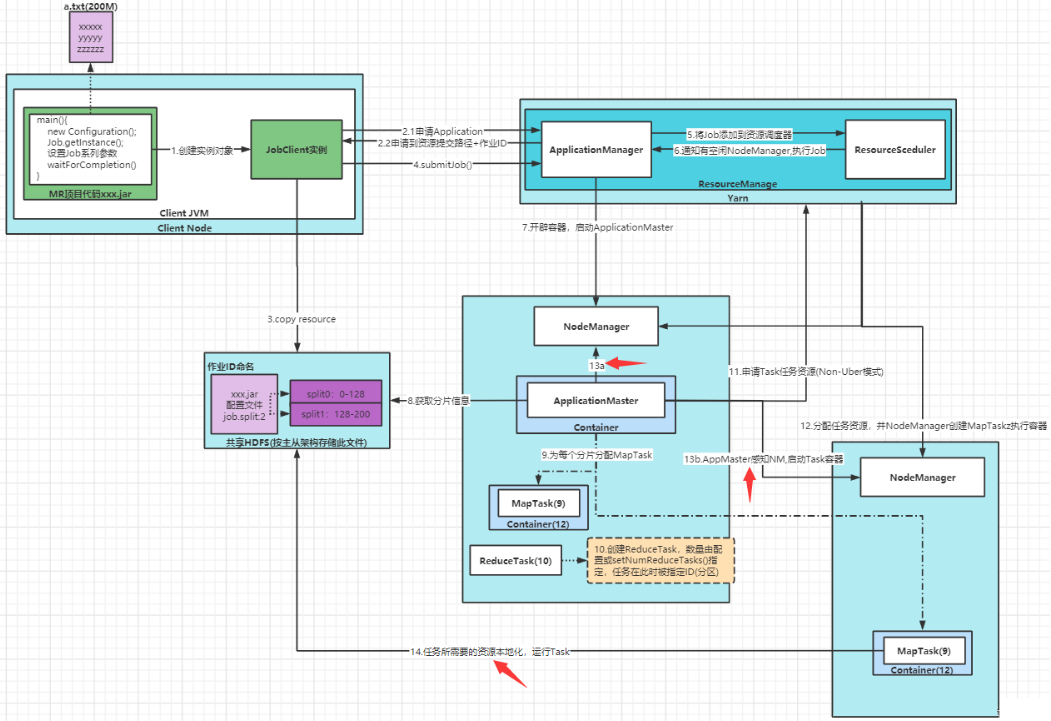 a.txt(200M)
xxxxx
yyyyy
zzzzzz
main(){
new Configuration();
Job.getInstance();
设置Job系列参数
waitForCompletion()
}
MR项目代码xxx.jar
1.创建实例对象
JobClient实例
Client JVM
Client Node
2.1申请Application
2.2申请到资源提交路径+作业ID
4.submitJob()
ApplicationManager
5.将Job添加到资源调度器
6.通知有空闲NodeManager,执行Job
ResourceSceduler
ResourceManage
Yarn
7.开辟容器，启动ApplicationMaster
3.copy resource
NodeManager
13a
ApplicationMaster
Container
11.申请Task任务资源(Non-Uber模式)
作业ID命名
xxx.jar
配置文件
job.split:2
split0：0-128
split1：128-200
共享HDFS(按主从架构存储此文件)
8.获取分片信息
12.分配任务资源，并NodeManager创建MapTaskz执行容器
9.为每个分片分配MapTask
13b.AppMaster感知NM,启动Task容器
NodeManager
MapTask(9)
Container(12)
ReduceTask(10)
10.创建ReduceTask，数量由配
置或setNumReduceTasks()指
定，任务在此时被指定ID(分区)
14.任务所需要的资源本地化，运行Task
MapTask(9)
Container(12)